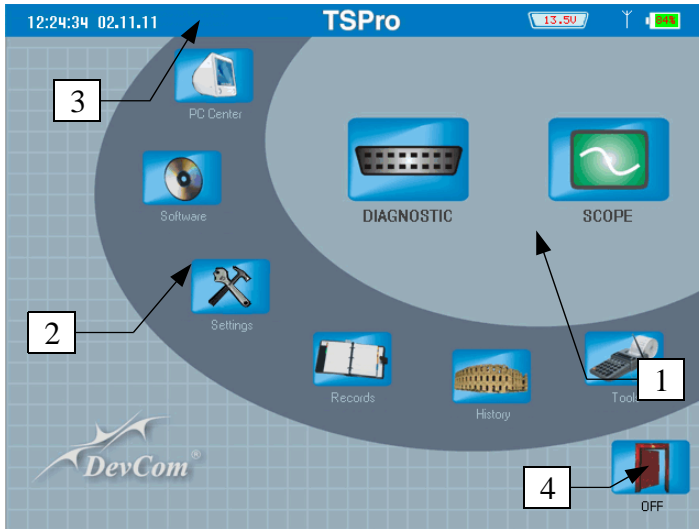 12:24:34 02.11.11 TSPro 13.5V 84%
3
PC Center
DIAGNOSTIC SCOPE
Software
2
Settings
1
Records
History
Tools
DevCom®
4
OFF